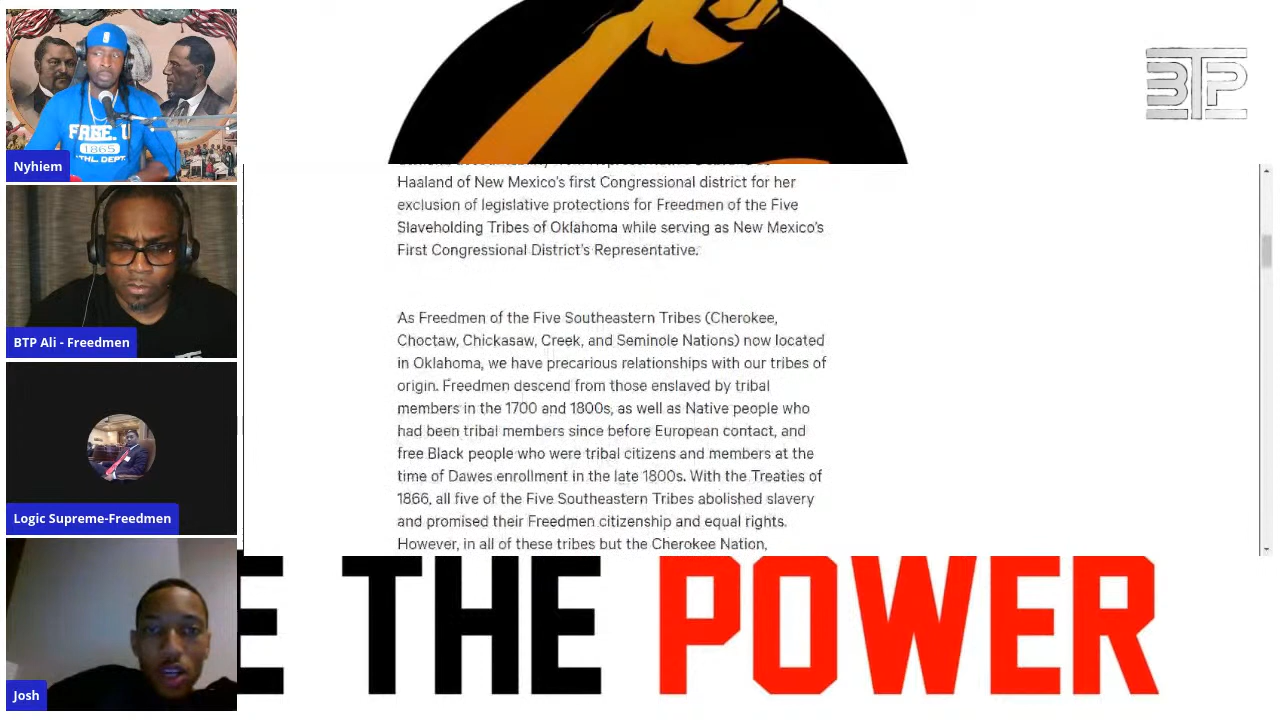 FABE. U
1865
ATHL. DEPT.
Nyhiem
BTP Ali - Freedmen
Logic Supreme-Freedmen
Josh
BTP
Haaland of New Mexico’s first Congressional district for her
exclusion of legislative protections for Freedmen of the Five
Slaveholding Tribes of Oklahoma while serving as New Mexico’s
First Congressional District’s Representative.
As Freedmen of the Five Southeastern Tribes (Cherokee,
Choctaw, Chickasaw, Creek, and Seminole Nations) now located
in Oklahoma, we have precarious relationships with our tribes of
origin. Freedmen descend from those enslaved by tribal
members in the 1700 and 1800s, as well as Native people who
had been tribal members since before European contact, and
free Black people who were tribal citizens and members at the
time of Dawes enrollment in the late 1800s. With the Treaties of
1866, all five of the Five Southeastern Tribes abolished slavery
and promised their Freedmen citizenship and equal rights.
However, in all of these tribes but the Cherokee Nation,
E THE POWER